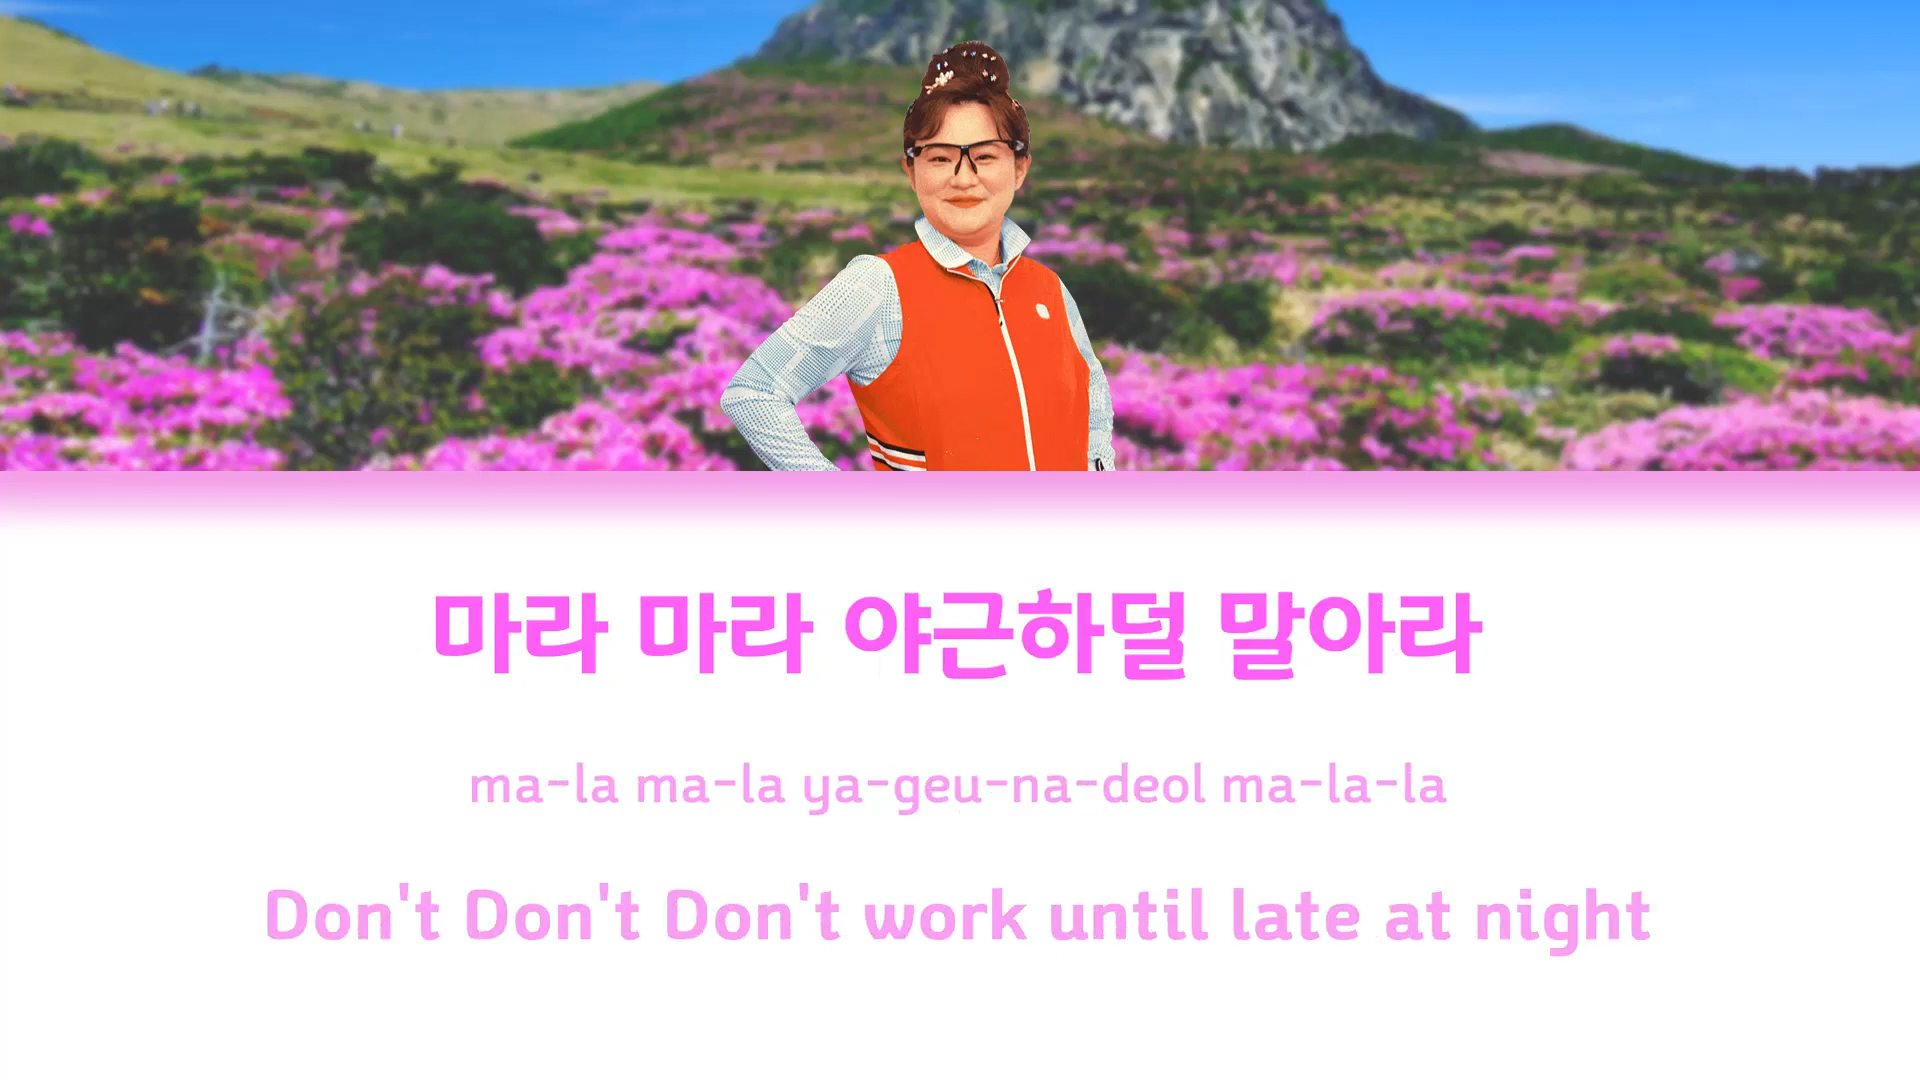 마라 마라 야근하덜 말아라
ma-la ma-la ya-geu-na-deol ma-la-la
Don't Don't Don't work until late at night